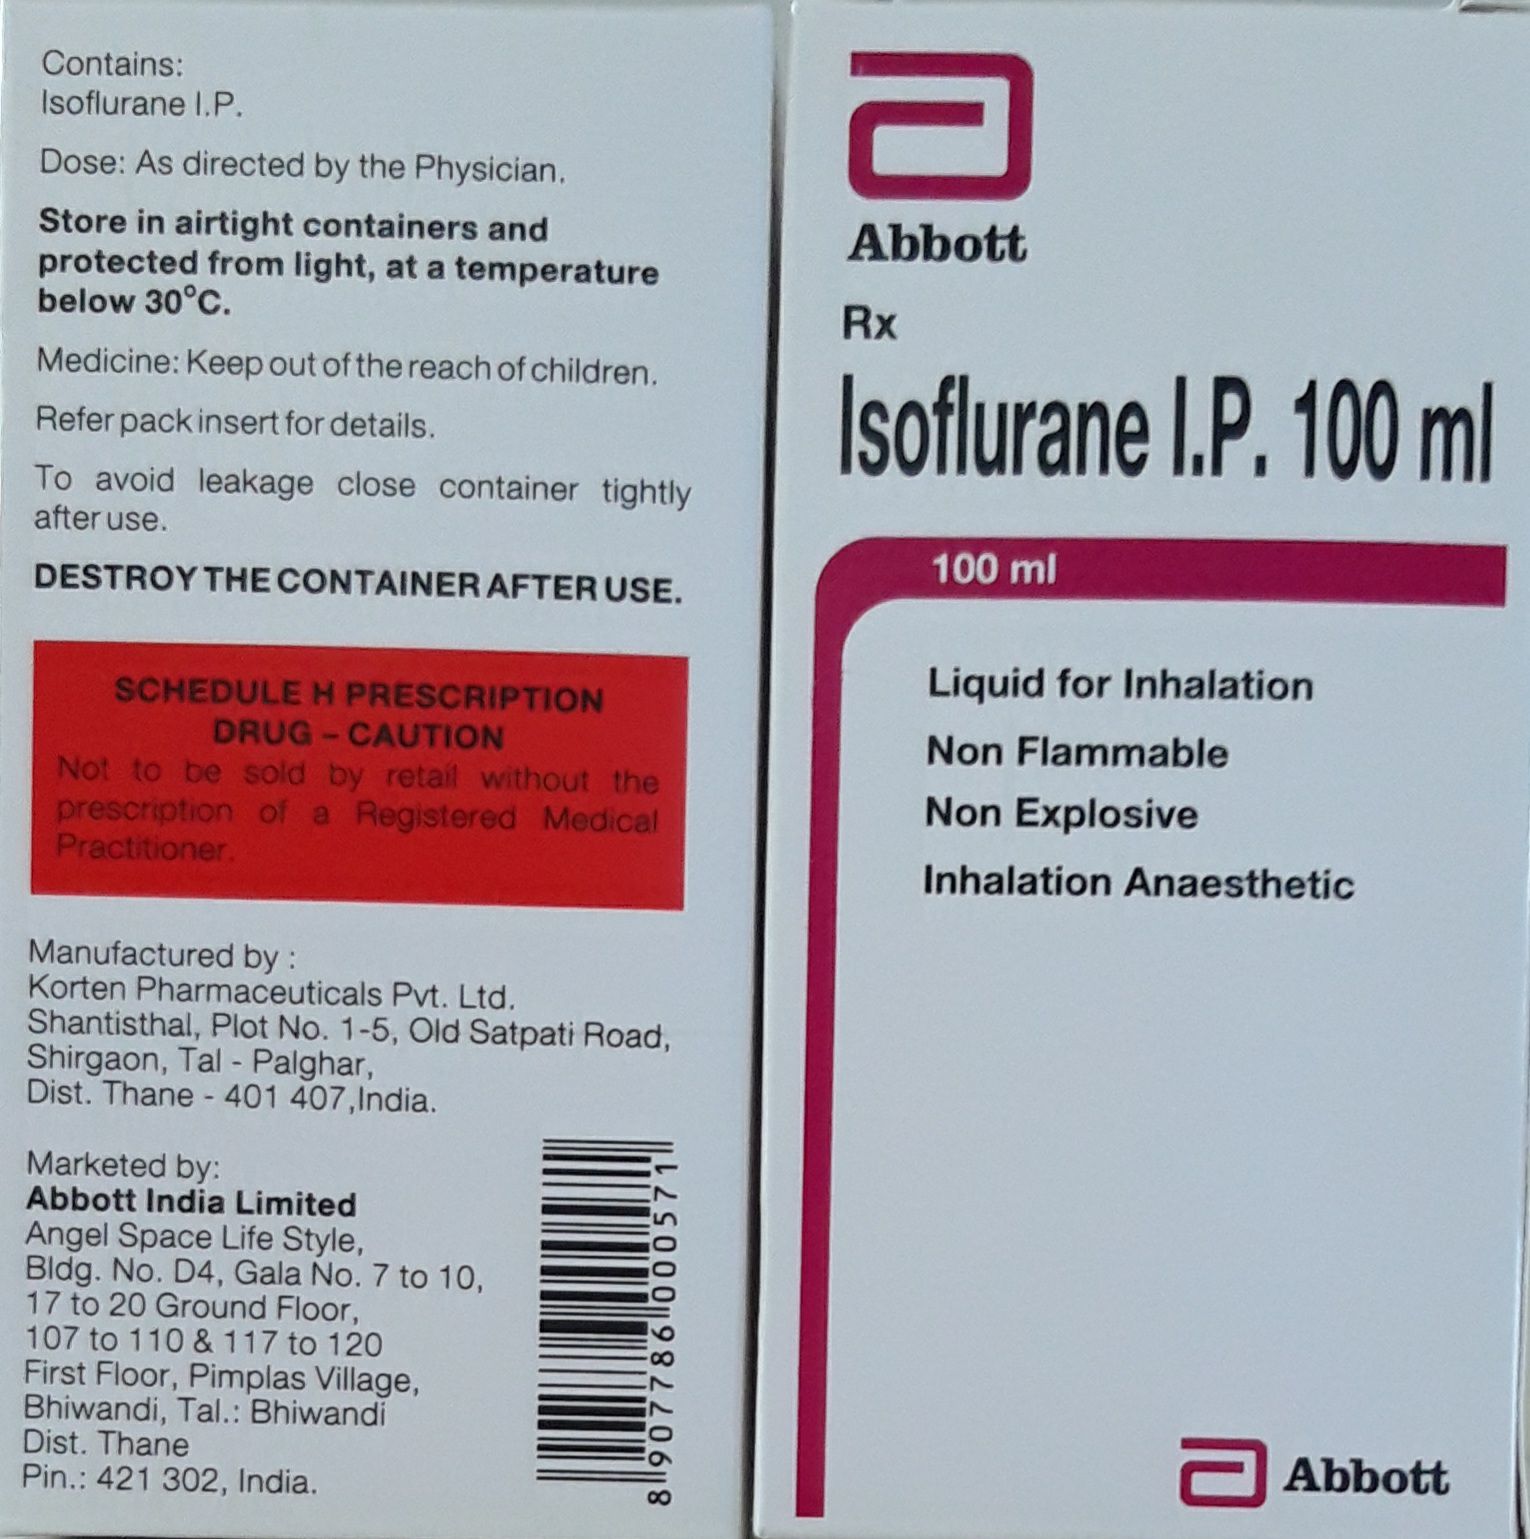 Contains:
Isoflurane I.P.
Dose: As directed by the Physician.
Store in airtight containers and
protected from light, at a temperature
below 30°C.
Medicine: Keep out of the reach of children.
Refer pack insert for details.
To avoid leakage close container tightly
after use.
DESTROY THE CONTAINER AFTER USE.
SCHEDULE H PRESCRIPTION
DRUG – CAUTION
Not to be sold by retail without the
prescription of a Registered Medical
Practitioner.
Manufactured by :
Korten Pharmaceuticals Pvt. Ltd.
Shantisthal, Plot No. 1-5, Old Satpati Road,
Shirgaon, Tal - Palghar,
Dist. Thane - 401 407,India.
Marketed by:
Abbott India Limited
Angel Space Life Style,
Bldg. No. D4, Gala No. 7 to 10,
17 to 20 Ground Floor,
107 to 110 & 117 to 120
First Floor, Pimplas Village,
Bhiwandi, Tal.: Bhiwandi
Dist. Thane
Pin.: 421 302, India.
8 907786 000571
Abbott
Rx
Isoflurane I.P. 100 ml
100 ml
Liquid for Inhalation
Non Flammable
Non Explosive
Inhalation Anaesthetic
Abbott